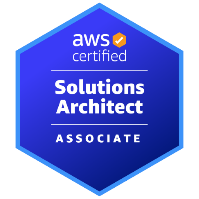 aws
certified
Solutions
Architect
ASSOCIATE